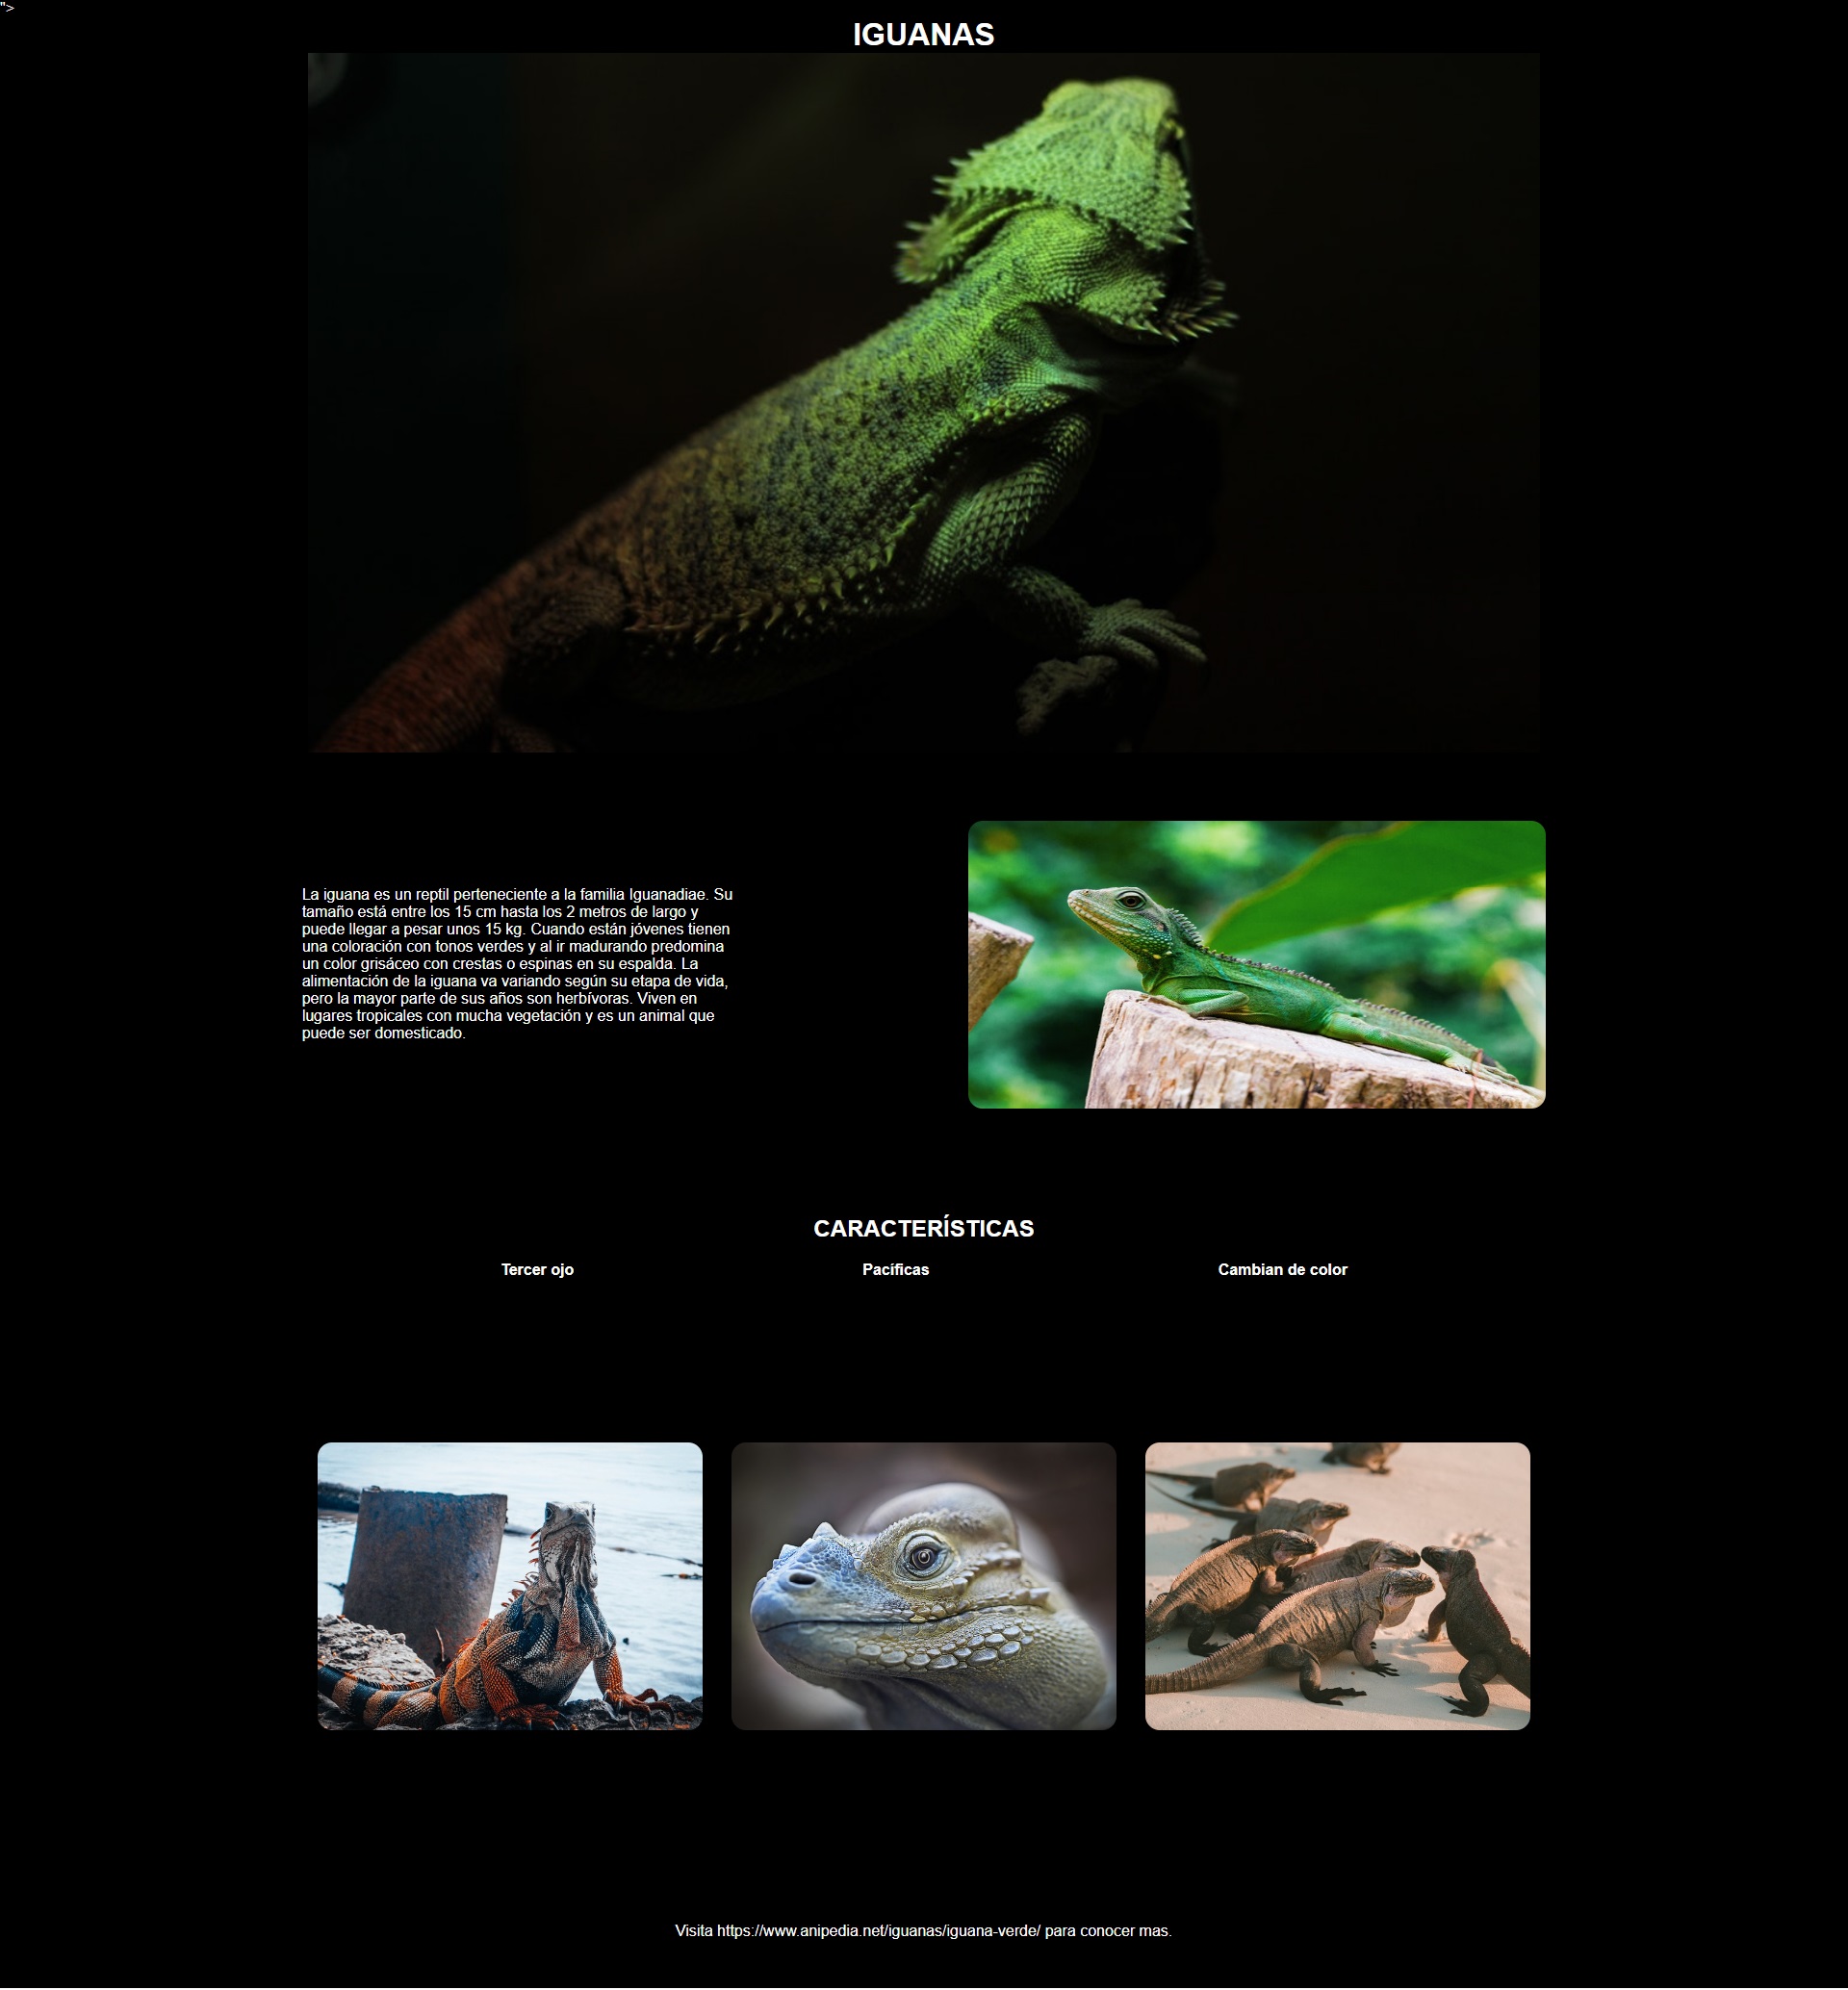 ">
IGUANAS
La iguana es un reptil perteneciente a la familia Iguanadiae. Su
tamaño está entre los 15 cm hasta los 2 metros de largo y
puede llegar a pesar unos 15 kg. Cuando están jóvenes tienen
una coloración con tonos verdes y al ir madurando predomina
un color grisáceo con crestas o espinas en su espalda. La
alimentación de la iguana va variando según su etapa de vida,
pero la mayor parte de sus años son herbívoras. Viven en
lugares tropicales con mucha vegetación y es un animal que
puede ser domesticado.
CARACTERÍSTICAS
Tercer ojo Pacíficas Cambian de color
Visita https://www.anipedia.net/iguanas/iguana-verde/ para conocer mas.